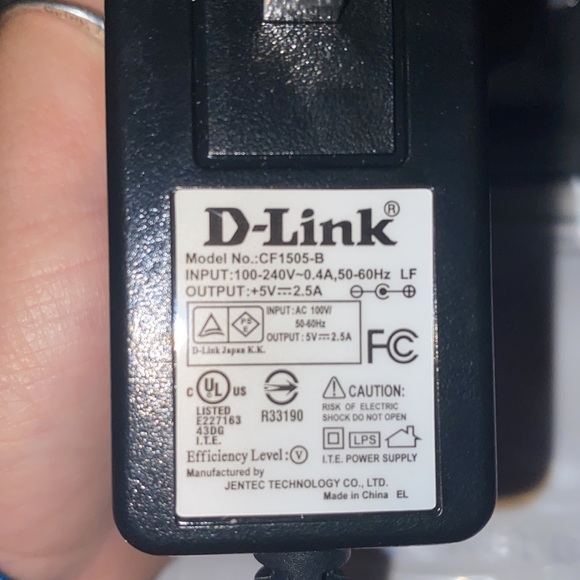 D-Link®
Model No.:CF1505-B
INPUT:100-240V~0.4A,50-60Hz LF
OUTPUT:+5V⎓2.5A
PS
E
INPUT:AC 100V/
50-60Hz
OUTPUT:5V⎓2.5A
D-Link Japan K.K.
FC
C UL US
LISTED
E227163
43DG
I.T.E.
R33190
CAUTION:
RISK OF ELECTRIC
SHOCK DO NOT OPEN
LPS
I.T.E. POWER SUPPLY
Efficiency Level:V
Manufactured by
JENTEC TECHNOLOGY CO., LTD.
Made in China EL